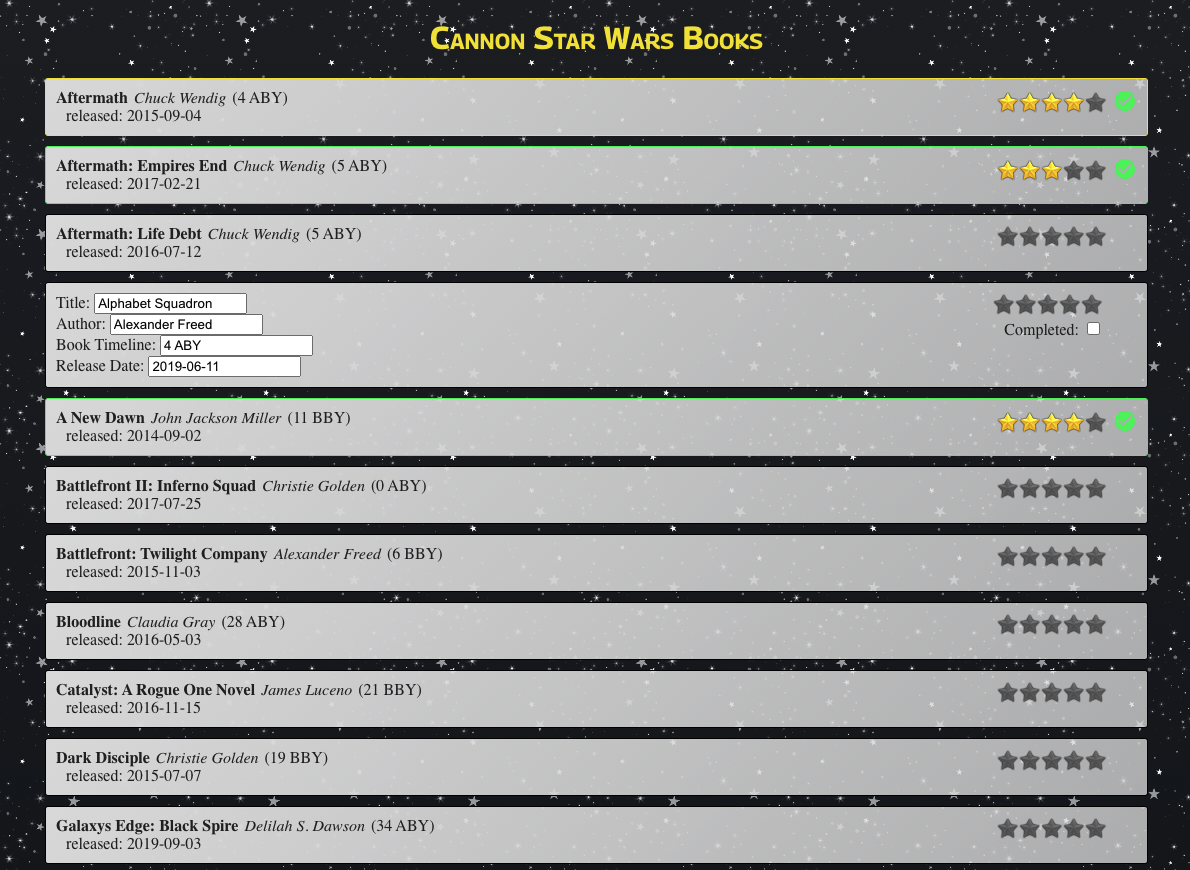 Cannon Star Wars Books
Aftermath Chuck Wendig (4 ABY)
released: 2015-09-04
Aftermath: Empires End Chuck Wendig (5 ABY)
released: 2017-02-21
Aftermath: Life Debt Chuck Wendig (5 ABY)
released: 2016-07-12
Title: Alphabet Squadron
Author: Alexander Freed
Completed:
Book Timeline: 4 ABY
Release Date: 2019-06-11
A New Dawn John Jackson Miller (11 BBY)
released: 2014-09-02
Battlefront II: Inferno Squad Christie Golden (0 ABY)
released: 2017-07-25
Battlefront: Twilight Company Alexander Freed (6 BBY)
released: 2015-11-03
Bloodline Claudia Gray (28 ABY)
released: 2016-05-03
Catalyst: A Rogue One Novel James Luceno (21 BBY)
released: 2016-11-15
Dark Disciple Christie Golden (19 BBY)
released: 2015-07-07
Galaxys Edge: Black Spire Delilah S. Dawson (34 ABY)
released: 2019-09-03